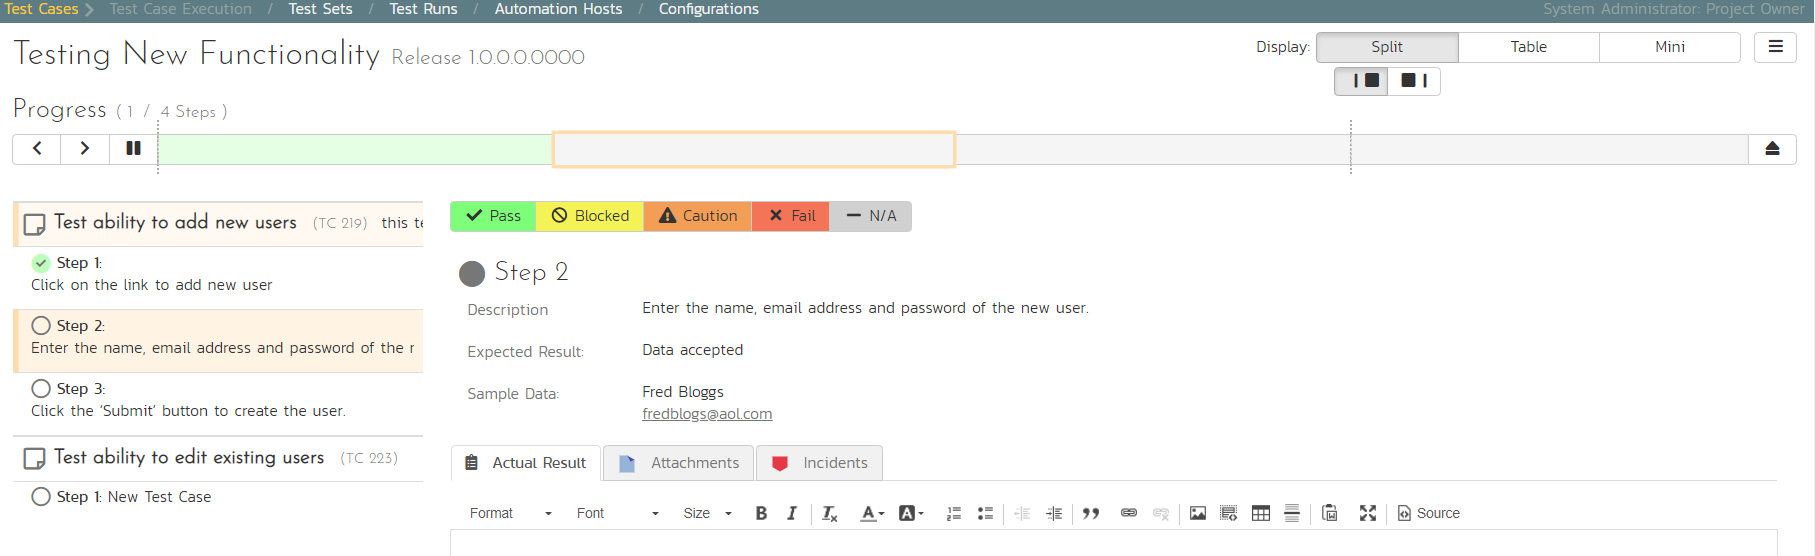 Test Cases > Test Case Execution / Test Sets / Test Runs / Automation Hosts / Configurations System Administrator: Project Owner
Testing New Functionality Release 1.0.0.0.0000
Display: Split Table Mini
Progress ( 1 / 4 Steps )
Test ability to add new users (TC 219) this te
Pass Blocked Caution Fail N/A
Step 1:
Click on the link to add new user
Step 2:
Enter the name, email address and password of the r
Step 3:
Click the ‘Submit’ button to create the user.
Test ability to edit existing users (TC 223)
Step 1: New Test Case
Step 2
Description Enter the name, email address and password of the new user.
Expected Result: Data accepted
Sample Data: Fred Bloggs
fredblogs@aol.com
Actual Result Attachments Incidents
Format Font Size B I Tx A A Source